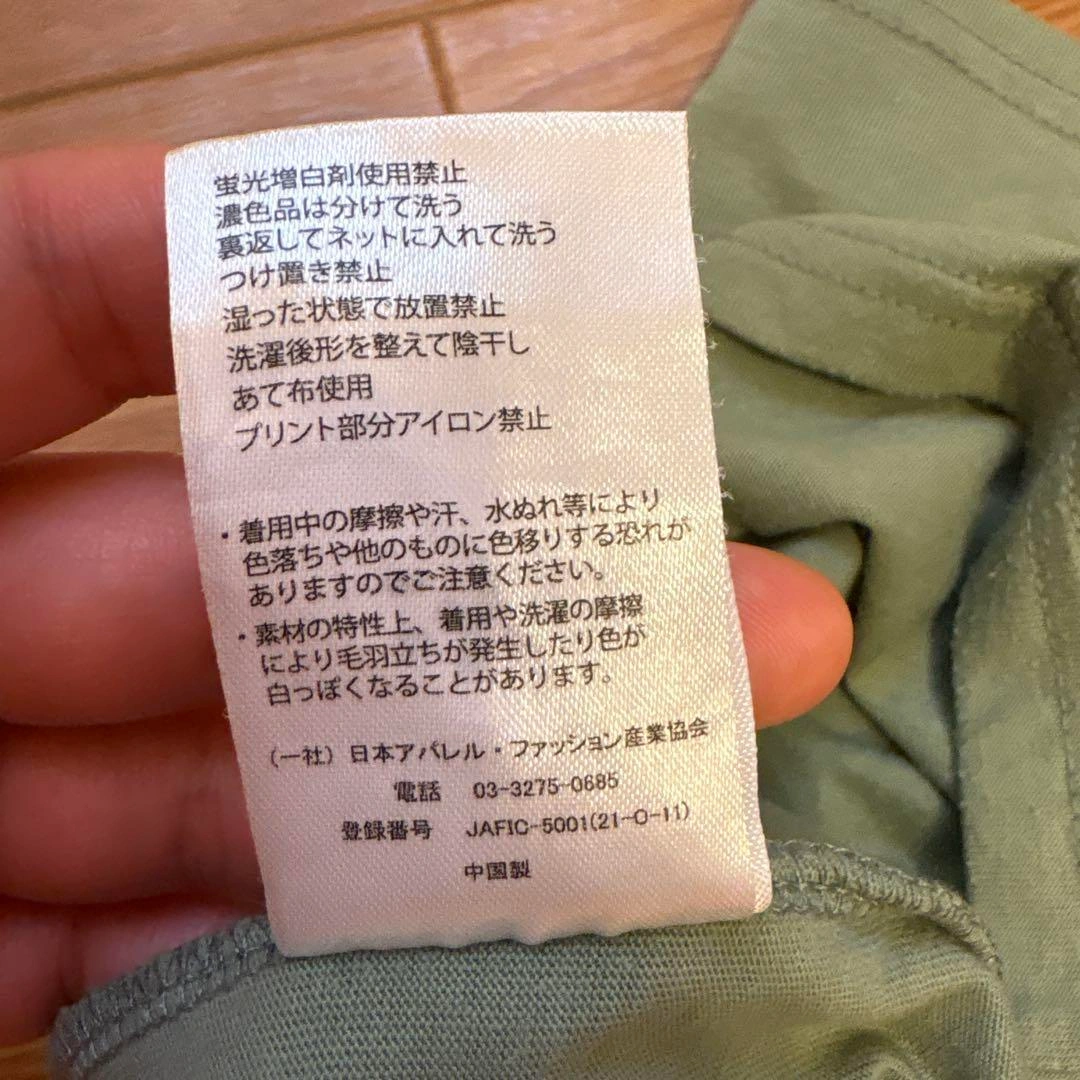 蛍光増白剤使用禁止
濃色品は分けて洗う
裏返してネットに入れて洗う
つけ置き禁止
湿った状態で放置禁止
洗濯後形を整えて陰干し
あて布使用
プリント部分アイロン禁止
・着用中の摩擦や汗、水ぬれ等により
色落ちや他のものに色移りする恐れが
ありますのでご注意ください。
・素材の特性上、着用や洗濯の摩擦
により毛羽立ちが発生したり色が
白っぽくなることがあります。
(一社) 日本アパレル・ファッション産業協会
電話 03-3275-0685
登録番号 JAFIC-5001(21-O-11)
中国製